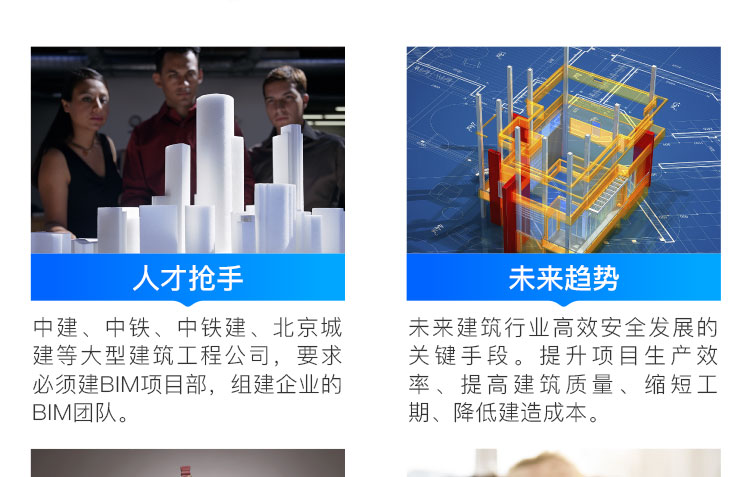 人才抢手
中建、中铁、中铁建、北京城
建等大型建筑工程公司，要求
必须建BIM项目部，组建企业的
BIM团队。
未来趋势
未来建筑行业高效安全发展的
关键手段。提升项目生产效
率、提高建筑质量、缩短工
期、降低建造成本。